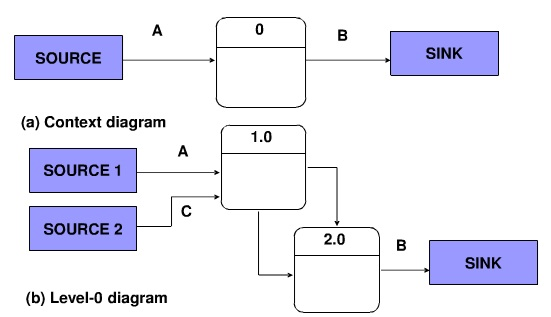 A
0
B
SOURCE
SINK
(a) Context diagram
1.0
A
SOURCE 1
C
SOURCE 2
2.0
B
SINK
(b) Level-0 diagram